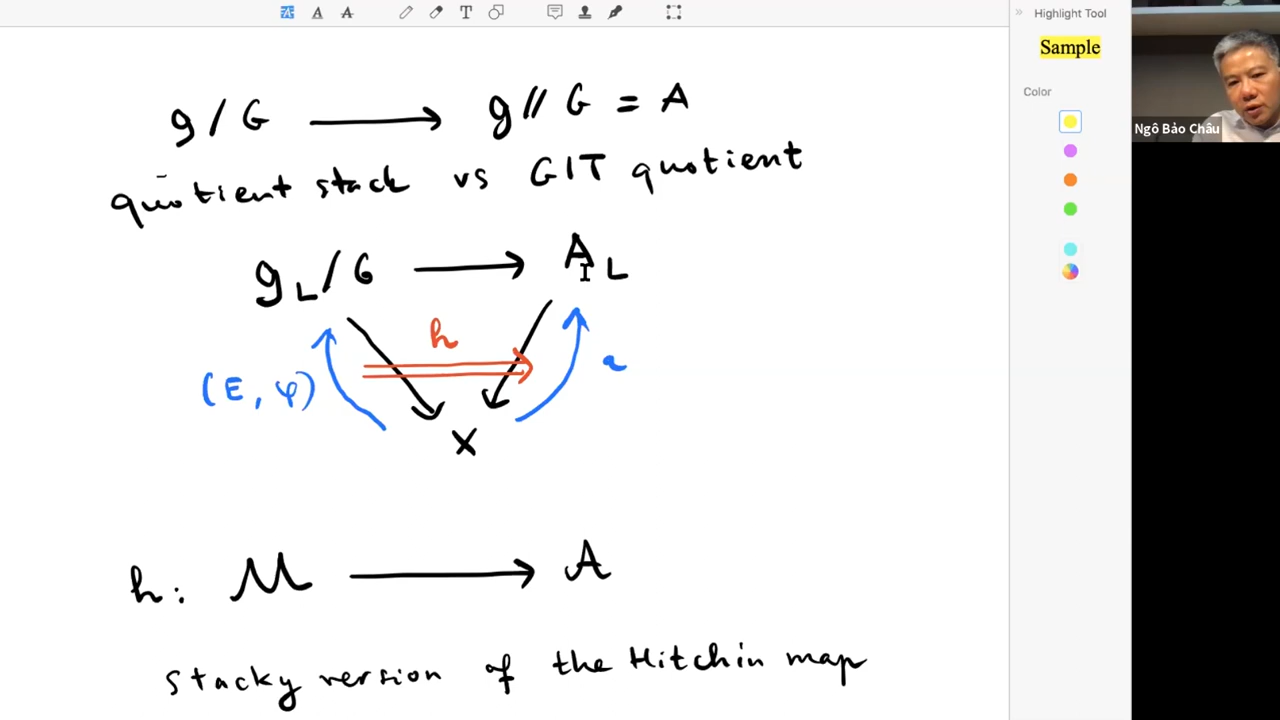 Highlight Tool
Sample
Color
Ngô Bảo Châu
g / G ⟶ g // G = A
quotient stack vs GIT quotient
g_L / G ⟶ A_L
h
(E, φ) a
X
h: M ⟶ A
stacky version of the Hitchin map